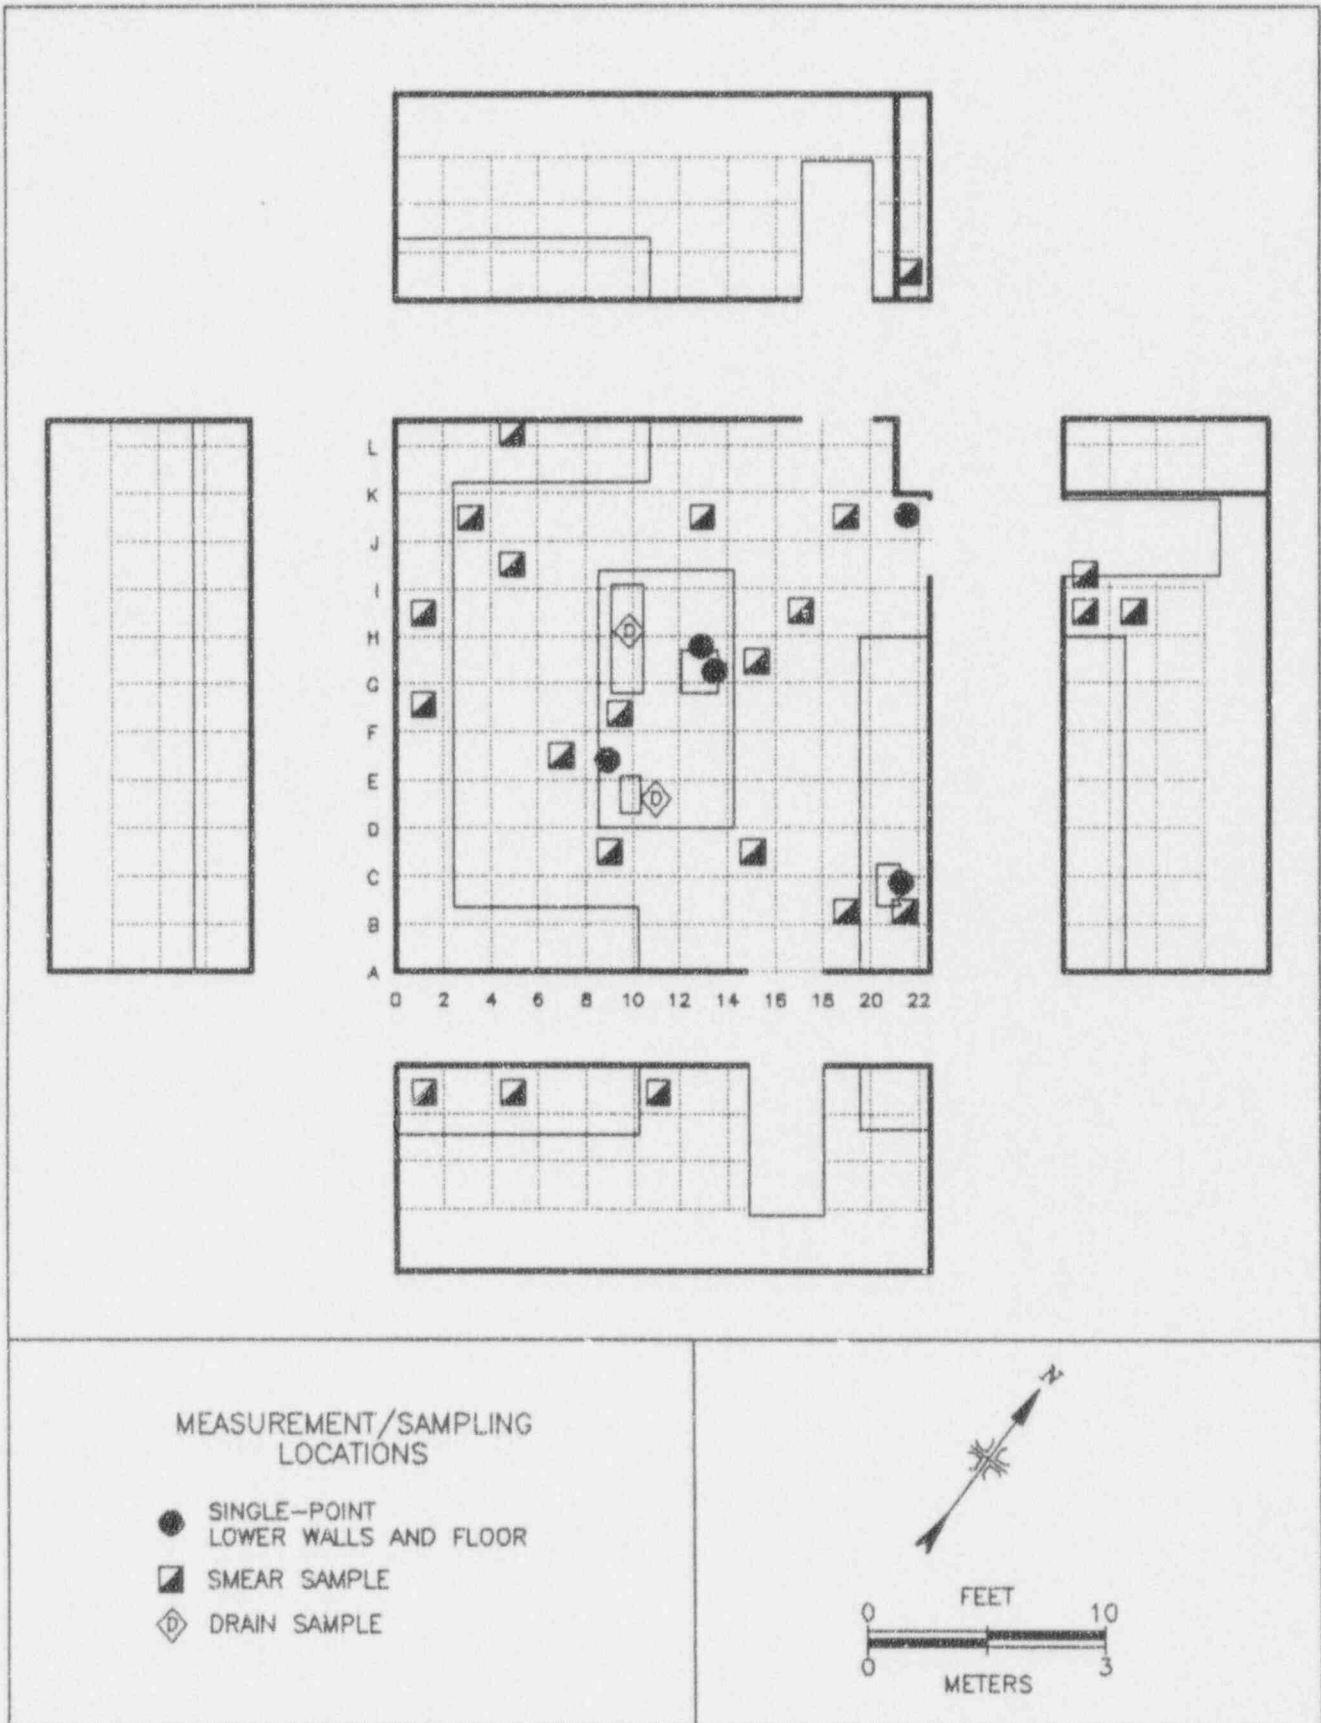 L
K
J
I
H
G
F
E
D
C
B
A
0 2 4 6 8 10 12 14 16 18 20 22
D
D
MEASUREMENT/SAMPLING
LOCATIONS
SINGLE-POINT
LOWER WALLS AND FLOOR
SMEAR SAMPLE
D DRAIN SAMPLE
N
FEET
0 10
0 3
METERS